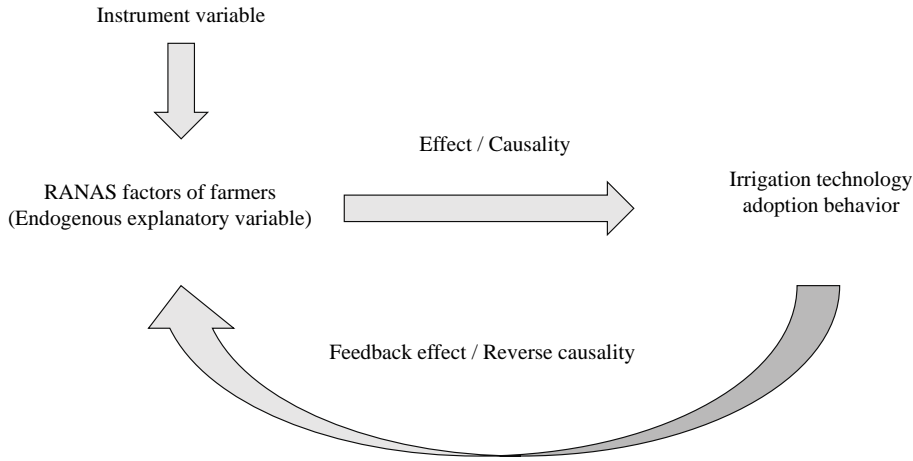 Instrument variable
Effect / Causality
RANAS factors of farmers
(Endogenous explanatory variable)
Irrigation technology
adoption behavior
Feedback effect / Reverse causality